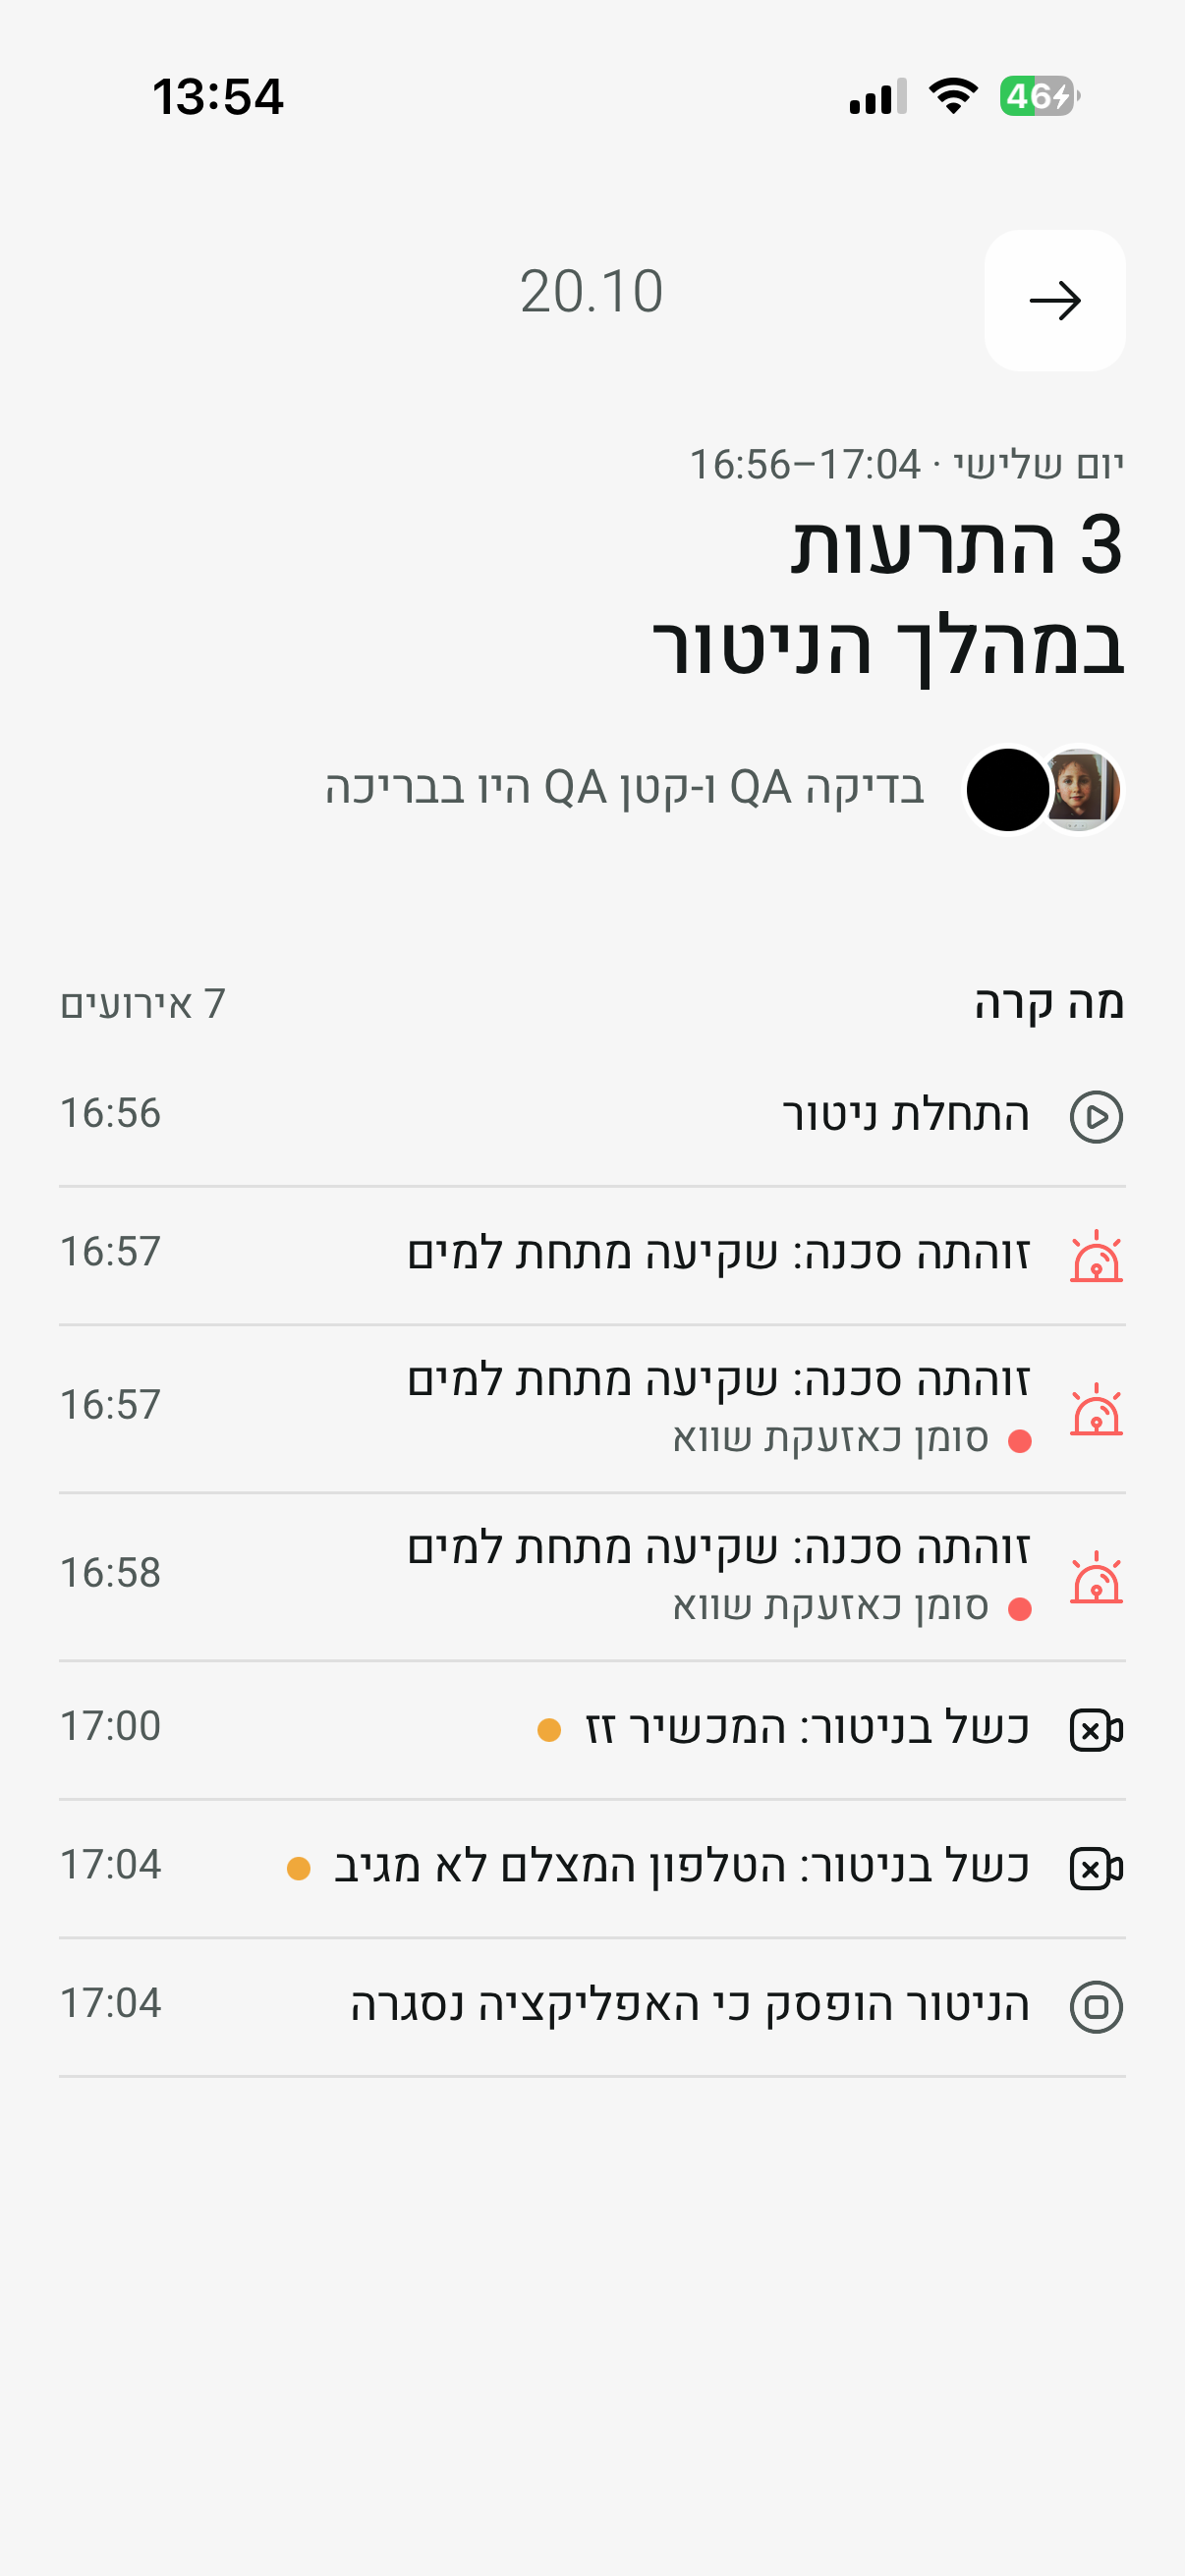 13:54
46
20.10
יום שלישי · 16:56–17:04
3 התרעות
במהלך הניטור
בדיקה QA ו-קטן QA היו בבריכה
מה קרה
7 אירועים
התחלת ניטור
16:56
זוהתה סכנה: שקיעה מתחת למים
16:57
זוהתה סכנה: שקיעה מתחת למים
סומן כאזעקת שווא
16:57
זוהתה סכנה: שקיעה מתחת למים
סומן כאזעקת שווא
16:58
כשל בניטור: המכשיר זז
17:00
כשל בניטור: הטלפון המצלם לא מגיב
17:04
הניטור הופסק כי האפליקציה נסגרה
17:04